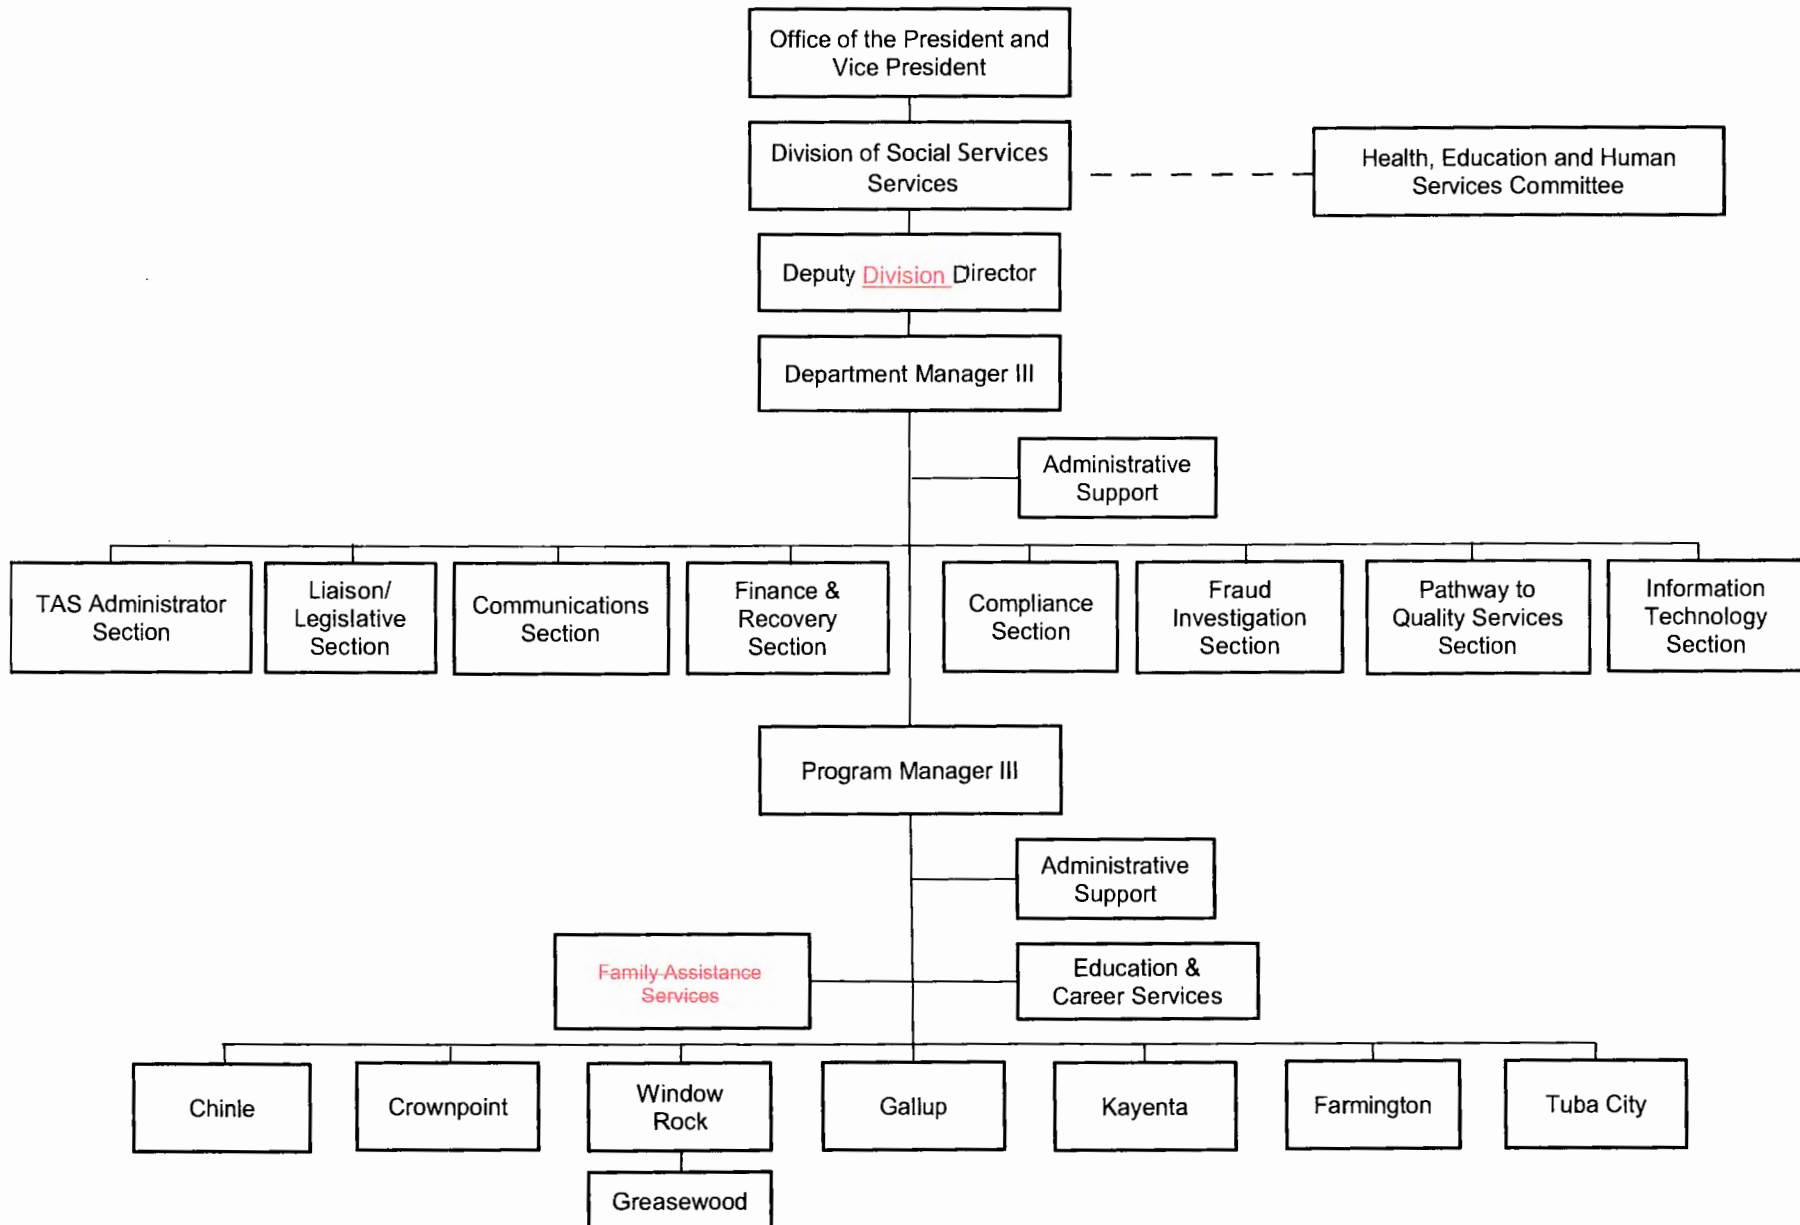 Office of the President and
Vice President
Division of Social Services
Services
Health, Education and Human
Services Committee
Deputy Division Director
Department Manager III
Administrative
Support
TAS Administrator
Section
Liaison/
Legislative
Section
Communications
Section
Finance &
Recovery
Section
Compliance
Section
Fraud
Investigation
Section
Pathway to
Quality Services
Section
Information
Technology
Section
Program Manager III
Administrative
Support
Family Assistance
Services
Education &
Career Services
Chinle
Crownpoint
Window
Rock
Gallup
Kayenta
Farmington
Tuba City
Greasewood